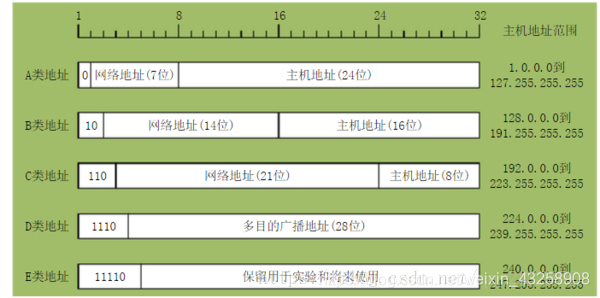 1 8 16 24 32 主机地址范围
A类地址 0 网络地址(7位) 主机地址(24位) 1.0.0.0到
127.255.255.255
B类地址 10 网络地址(14位) 主机地址(16位) 128.0.0.0到
191.255.255.255
C类地址 110 网络地址(21位) 主机地址(8位) 192.0.0.0到
223.255.255.255
D类地址 1110 多目的广播地址(28位) 224.0.0.0到
239.255.255.255
E类地址 11110 保留用于实验和将来使用 240.0.0.0到
247.255.255.255
weixin_43258908